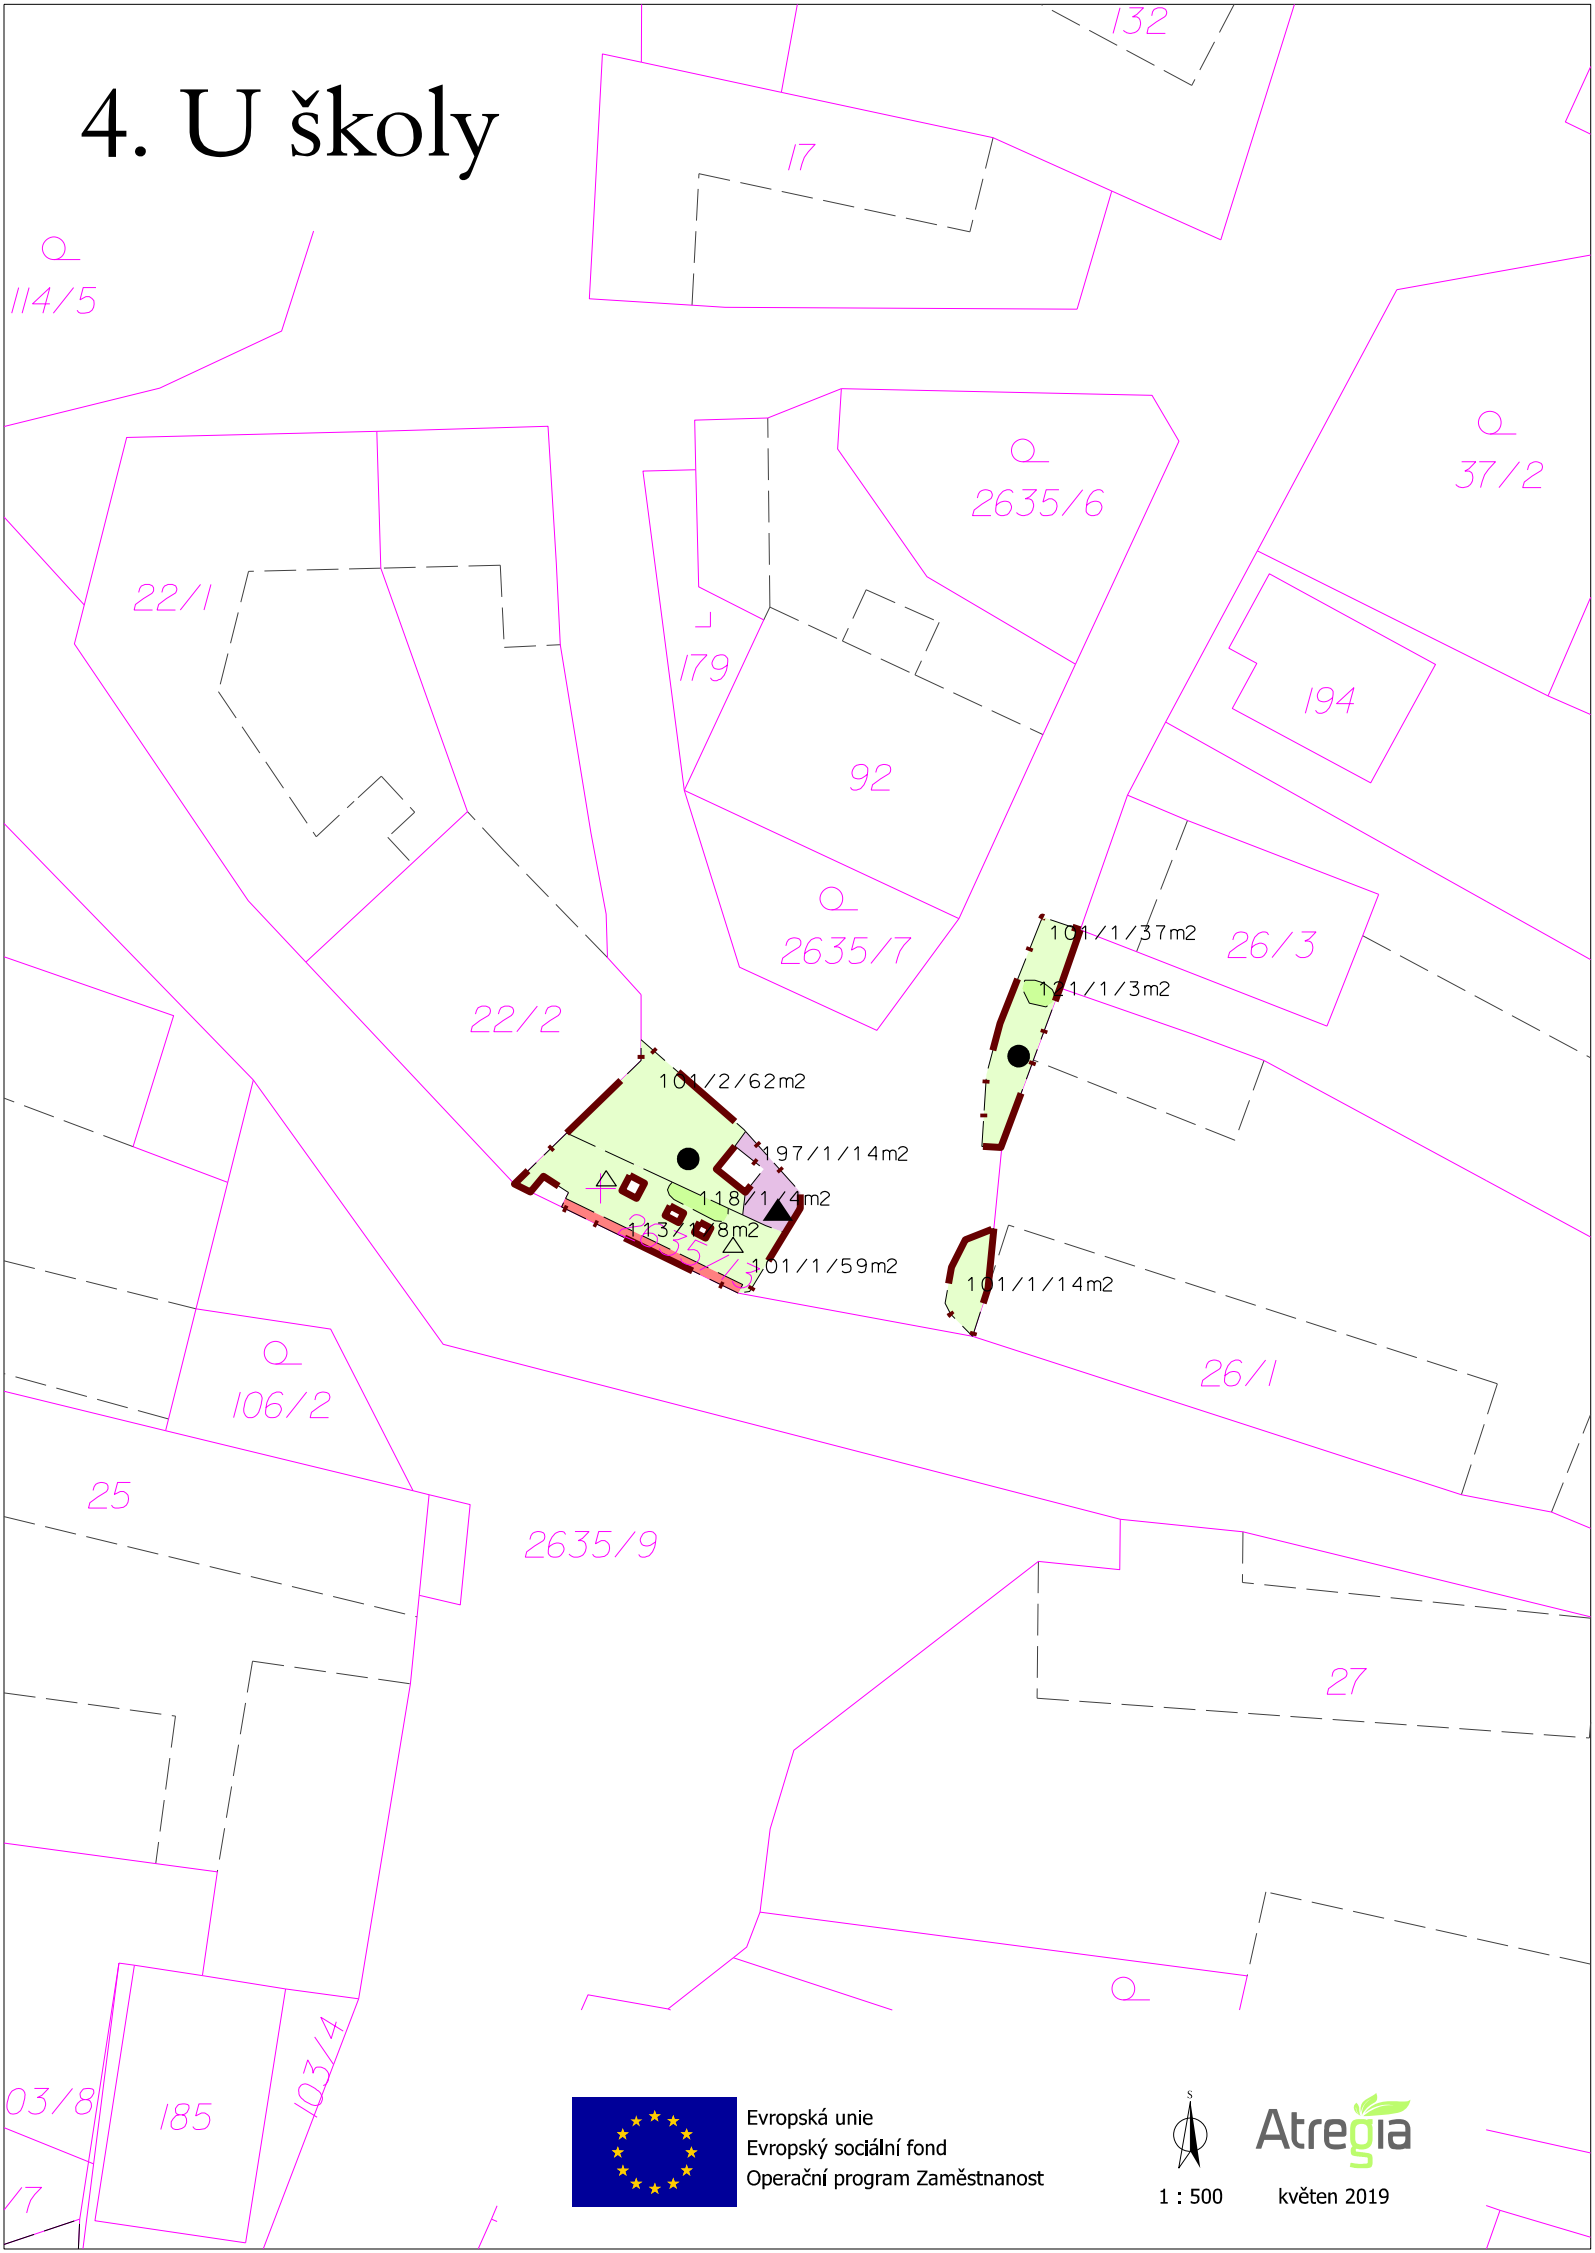 4. U školy
132
17
114/5
37/2
2635/6
22/1
179
194
92
2635/7
101/1/37m2
26/3
121/1/3m2
22/2
101/2/62m2
197/1/14m2
118/1/4m2
113/1/8m2
2635/13
101/1/59m2
101/1/14m2
26/1
106/2
25
2635/9
27
103/4
03/8
185
/7
Evropská unie
Evropský sociální fond
Operační program Zaměstnanost
S
1 : 500
Atregia
květen 2019